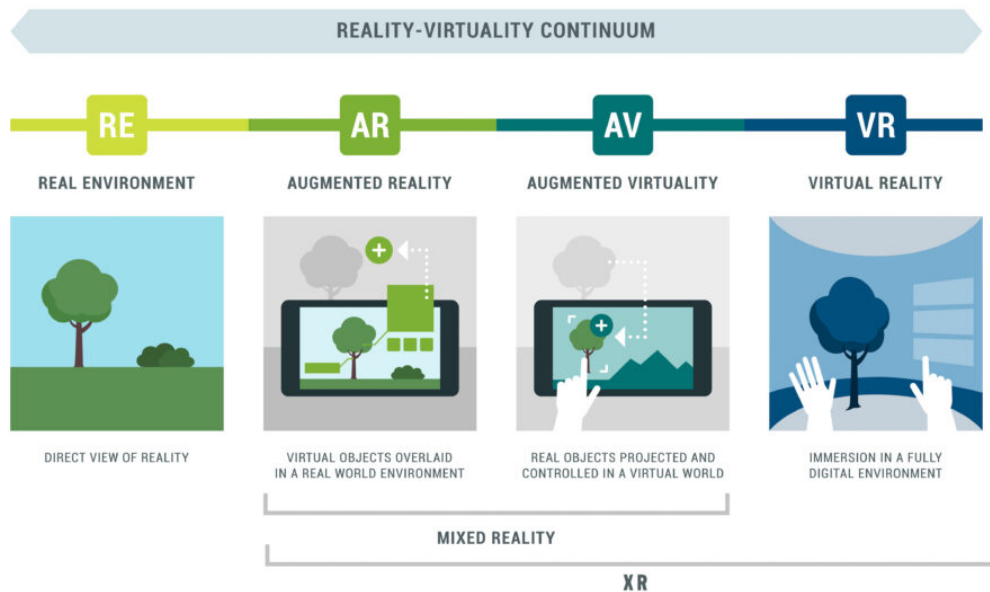 REALITY-VIRTUALITY CONTINUUM
RE
AR
AV
VR
REAL ENVIRONMENT
AUGMENTED REALITY
AUGMENTED VIRTUALITY
VIRTUAL REALITY
DIRECT VIEW OF REALITY
VIRTUAL OBJECTS OVERLAID
IN A REAL WORLD ENVIRONMENT
REAL OBJECTS PROJECTED AND
CONTROLLED IN A VIRTUAL WORLD
IMMERSION IN A FULLY
DIGITAL ENVIRONMENT
MIXED REALITY
XR